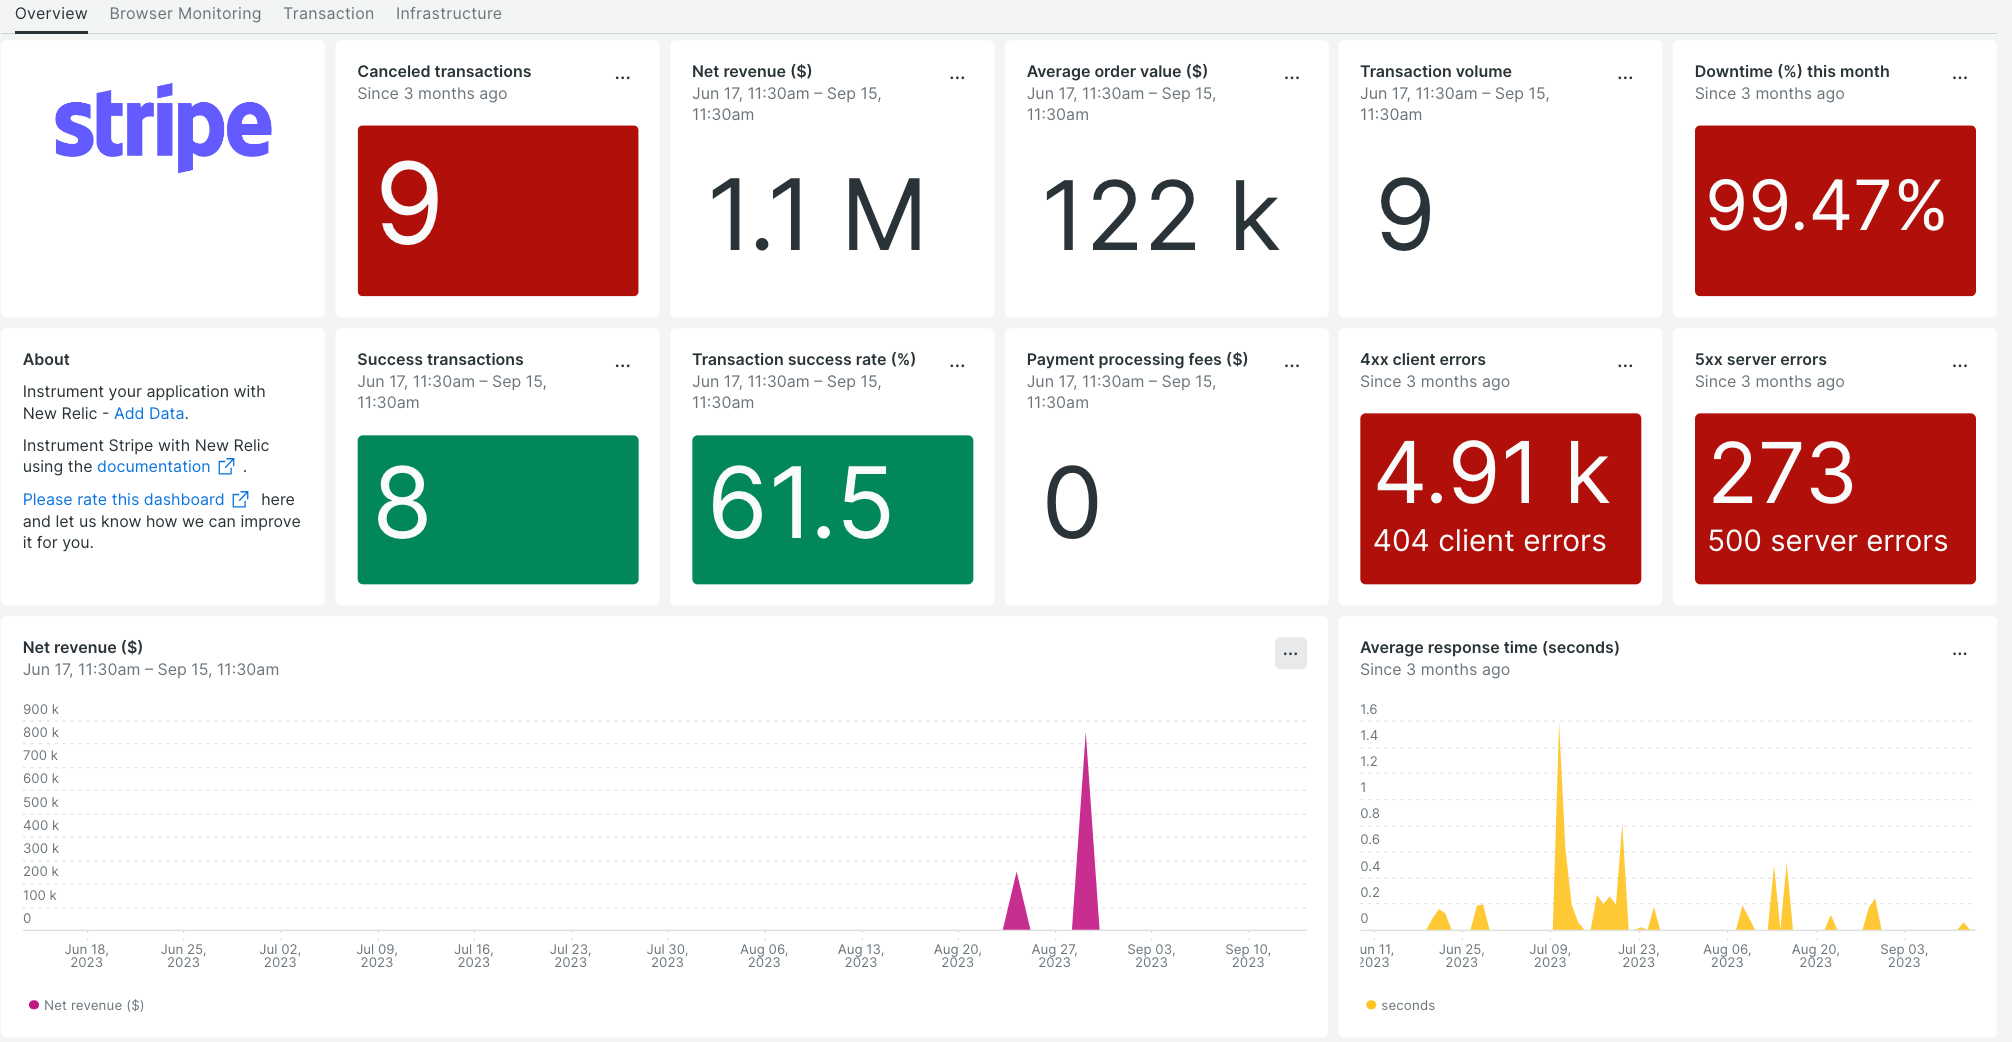 Overview Browser Monitoring Transaction Infrastructure
stripe
Canceled transactions
Since 3 months ago
9
Net revenue ($)
Jun 17, 11:30am – Sep 15,
11:30am
1.1 M
Average order value ($)
Jun 17, 11:30am – Sep 15,
11:30am
122 k
Transaction volume
Jun 17, 11:30am – Sep 15,
11:30am
9
Downtime (%) this month
Since 3 months ago
99.47%
About
Instrument your application with
New Relic - Add Data.
Instrument Stripe with New Relic
using the documentation .
Please rate this dashboard here
and let us know how we can improve
it for you.
Success transactions
Jun 17, 11:30am – Sep 15,
11:30am
8
Transaction success rate (%)
Jun 17, 11:30am – Sep 15,
11:30am
61.5
Payment processing fees ($)
Jun 17, 11:30am – Sep 15,
11:30am
0
4xx client errors
Since 3 months ago
4.91 k
404 client errors
5xx server errors
Since 3 months ago
273
500 server errors
Net revenue ($)
Jun 17, 11:30am – Sep 15, 11:30am
900 k
800 k
700 k
600 k
500 k
400 k
300 k
200 k
100 k
0
Jun 18, Jun 25, Jul 02, Jul 09, Jul 16, Jul 23, Jul 30, Aug 06, Aug 13, Aug 20, Aug 27, Sep 03, Sep 10,
2023 2023 2023 2023 2023 2023 2023 2023 2023 2023 2023 2023 2023
Net revenue ($)
Average response time (seconds)
Since 3 months ago
1.6
1.4
1.2
1
0.8
0.6
0.4
0.2
0
un 11, Jun 25, Jul 09, Jul 23, Aug 06, Aug 20, Sep 03,
2023 2023 2023 2023 2023 2023 2023
seconds